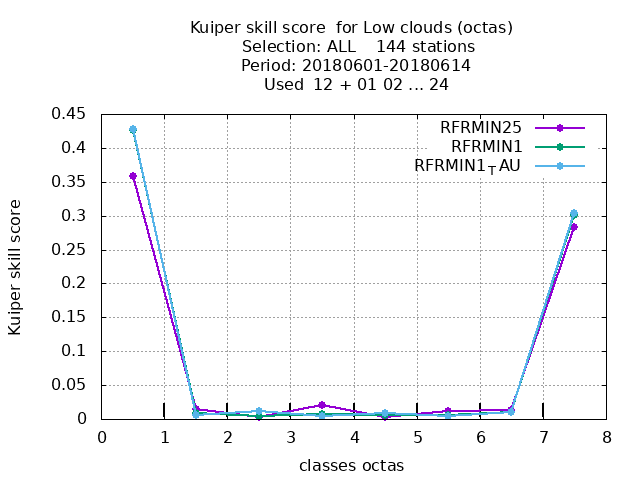 Kuiper skill score  for Low clouds (octas)
Selection: ALL    144 stations
Period: 20180601-20180614
Used  12 + 01 02 ... 24
RFRMIN25
RFRMIN1
RFRMIN1TAU
Kuiper skill score
0.45
0.4
0.35
0.3
0.25
0.2
0.15
0.1
0.05
0
0 1 2 3 4 5 6 7 8
classes octas